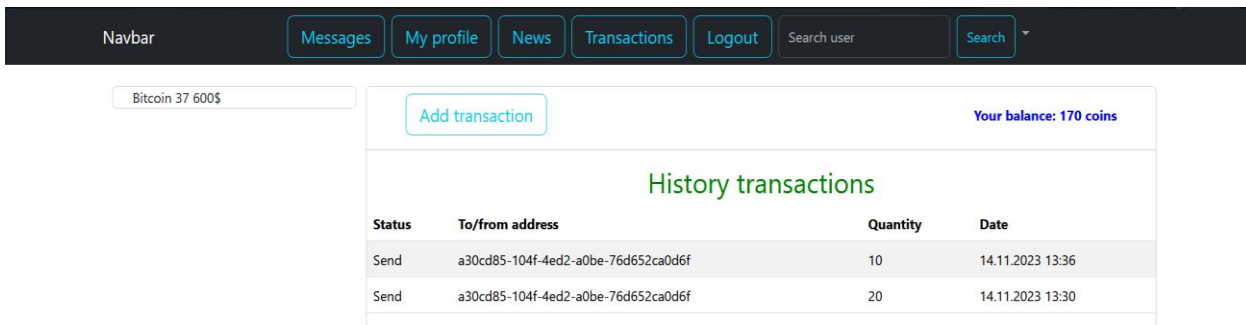 Navbar Messages My profile News Transactions Logout Search user Search
Bitcoin 37 600$
Add transaction Your balance: 170 coins
History transactions
Status To/from address Quantity Date
Send a30cd85-104f-4ed2-a0be-76d652ca0d6f 10 14.11.2023 13:36
Send a30cd85-104f-4ed2-a0be-76d652ca0d6f 20 14.11.2023 13:30